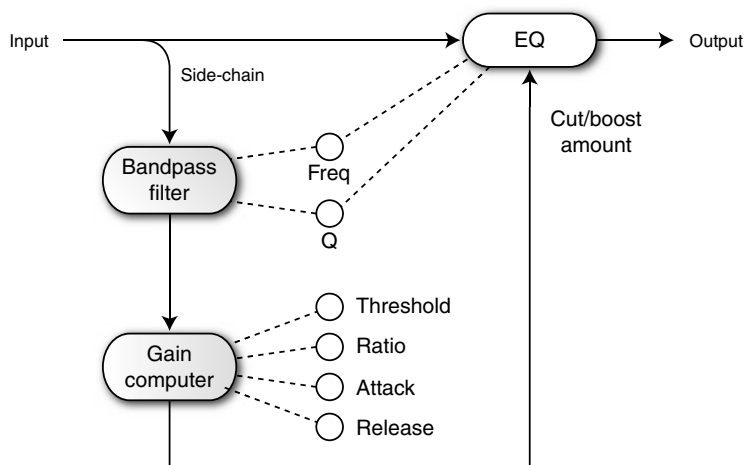 Input
EQ
Output
Side-chain
Cut/boost
amount
Bandpass
filter
Freq
Q
Threshold
Gain
computer
Ratio
Attack
Release